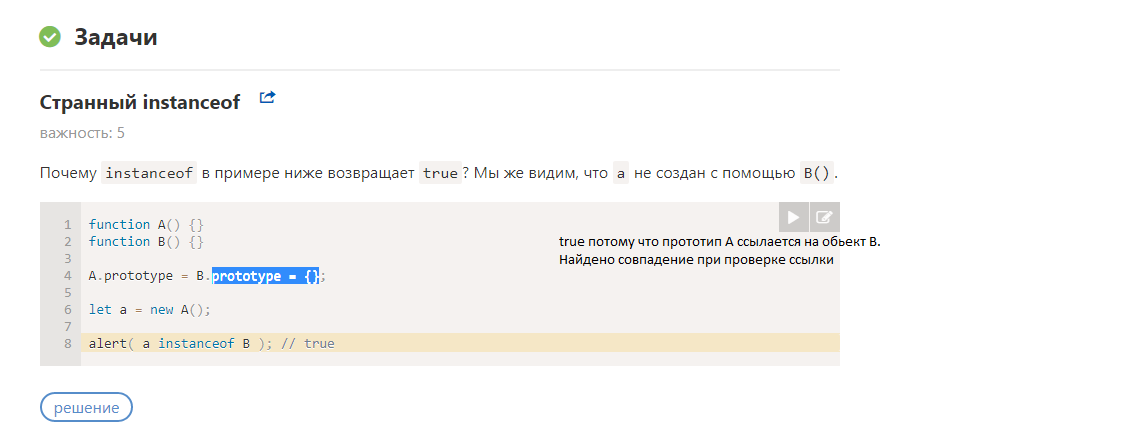 Задачи
Странный instanceof
важность: 5
Почему instanceof в примере ниже возвращает true? Мы же видим, что a не создан с помощью B().
1 function A() {}
2 function B() {}
3
4 A.prototype = B.prototype = {};
5
6 let a = new A();
7
8 alert( a instanceof B ); // true
true потому что прототип А ссылается на обьект В.
Найдено совпадение при проверке ссылки
решение